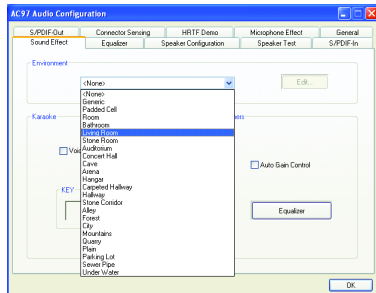 AC97 Audio Configuration
S/PDIF-Out
Connector Sensing
HRTF Demo
Microphone Effect
General
Sound Effect
Equalizer
Speaker Configuration
Speaker Test
S/PDIF-In
Environment
<None>
Edit...
<None>
Generic
Padded Cell
Room
Bathroom
Living Room
Stone Room
Auditorium
Concert Hall
Cave
Arena
Hangar
Carpeted Hallway
Hallway
Stone Corridor
Alley
Forest
City
Mountains
Quarry
Plain
Parking Lot
Sewer Pipe
Under Water
Karaoke
Auto Gain Control
KEY
Equalizer
OK